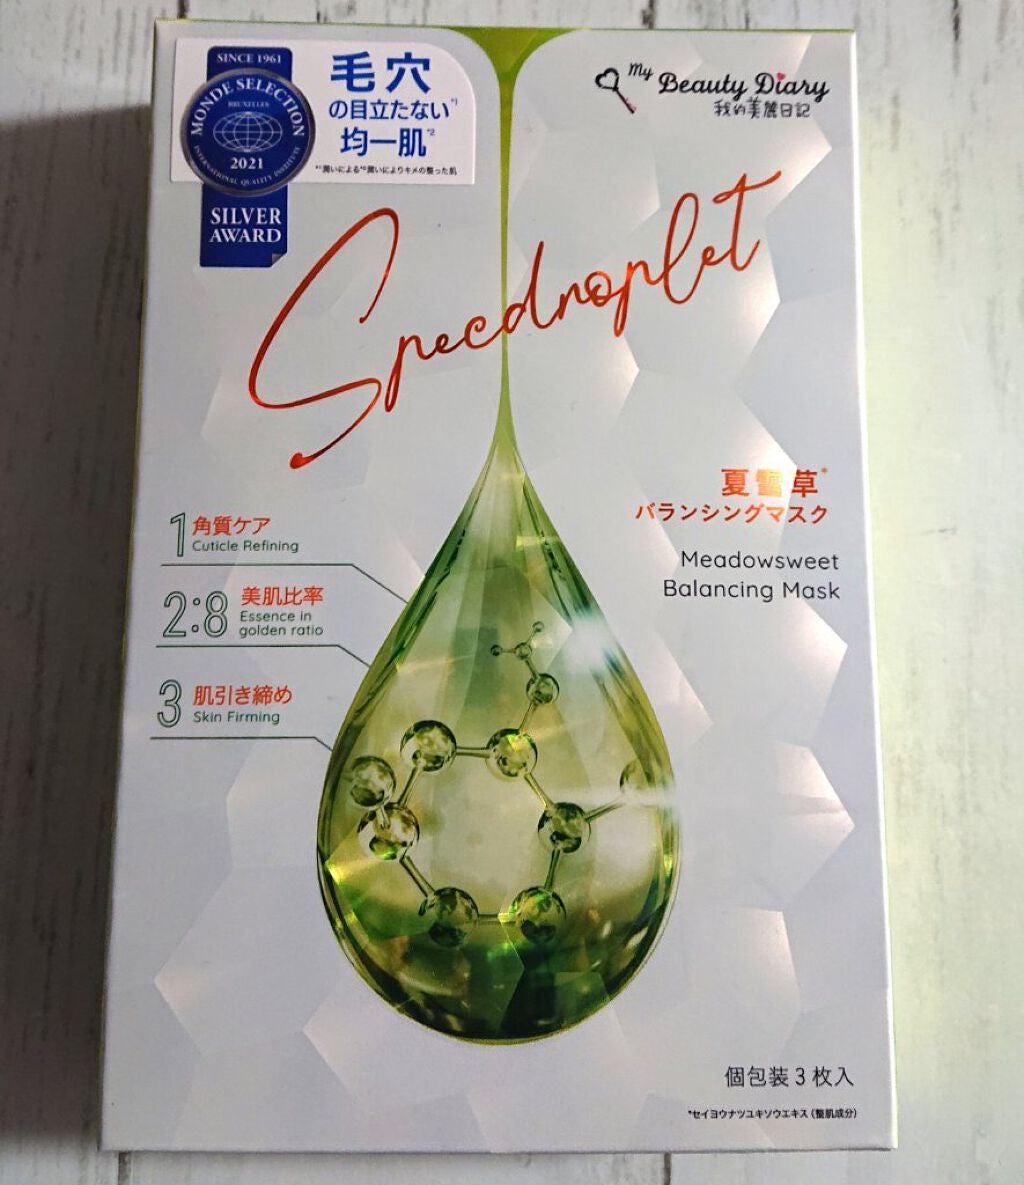 SINCE 1961
MONDE SELECTION
BRUXELLES
2021
INTERNATIONAL QUALITY INSTITUTE
SILVER
AWARD
毛穴
の目立たない*1
均一肌*2
*1潤いによる*2潤いによりキメの整った肌
My Beauty Diary
我的美麗日記
Specdroplet
夏雪草*
バランシングマスク
Meadowsweet
Balancing Mask
1 角質ケア
Cuticle Refining
2:8 美肌比率
Essence in
golden ratio
3 肌引き締め
Skin Firming
個包装3枚入
*セイヨウナツユキソウエキス(整肌成分)